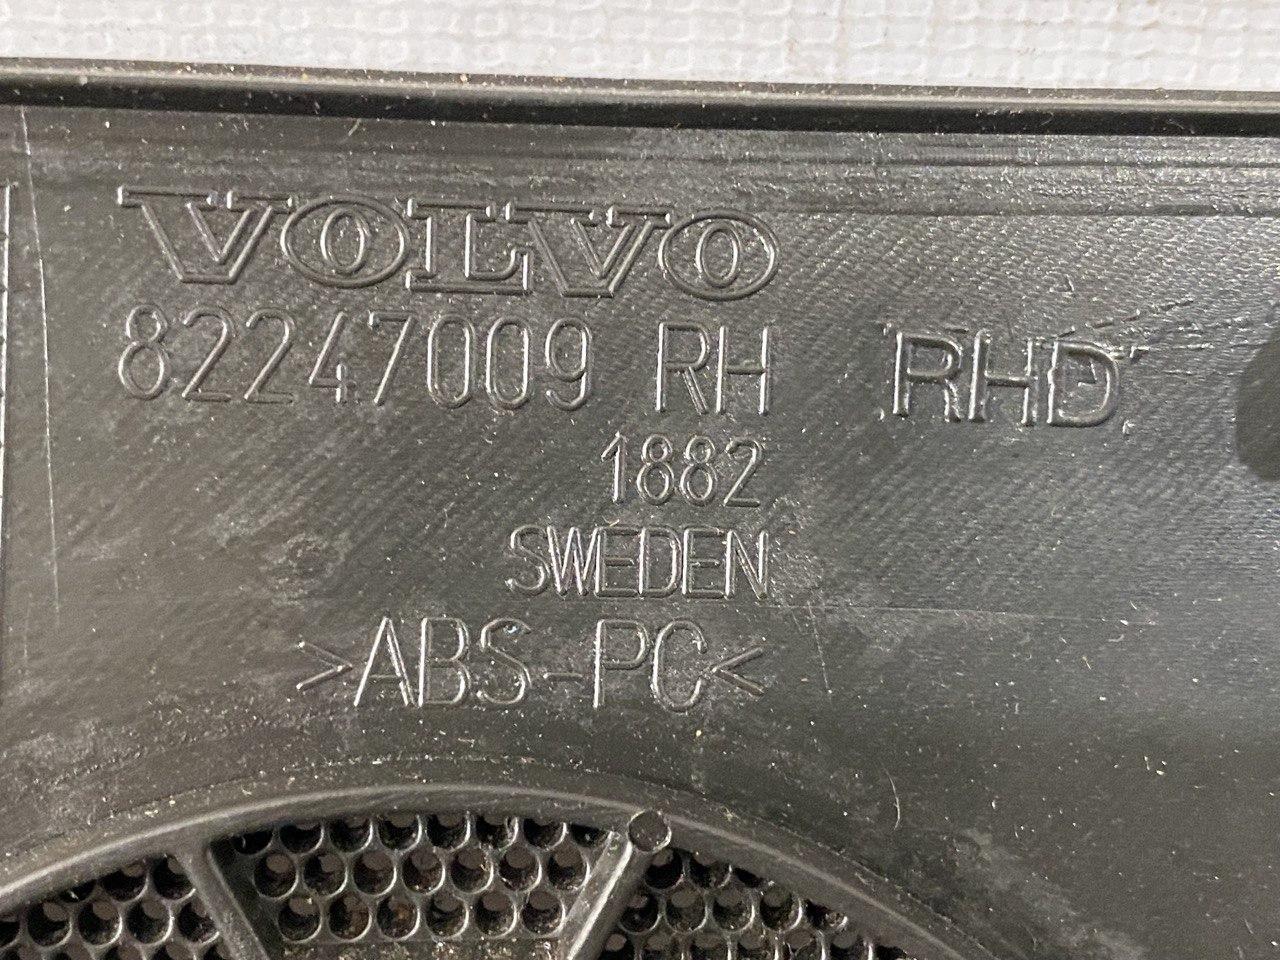 VOLVO
82247009 RH RHD
1882
SWEDEN
>ABS-PC<